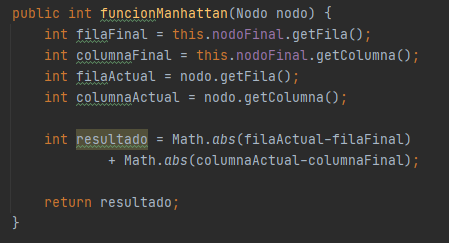 public int funcionManhattan(Nodo nodo) {
int filaFinal = this.nodoFinal.getFila();
int columnaFinal = this.nodoFinal.getColumna();
int filaActual = nodo.getFila();
int columnaActual = nodo.getColumna();
int resultado = Math.abs(filaActual-filaFinal)
+ Math.abs(columnaActual-columnaFinal);
return resultado;
}